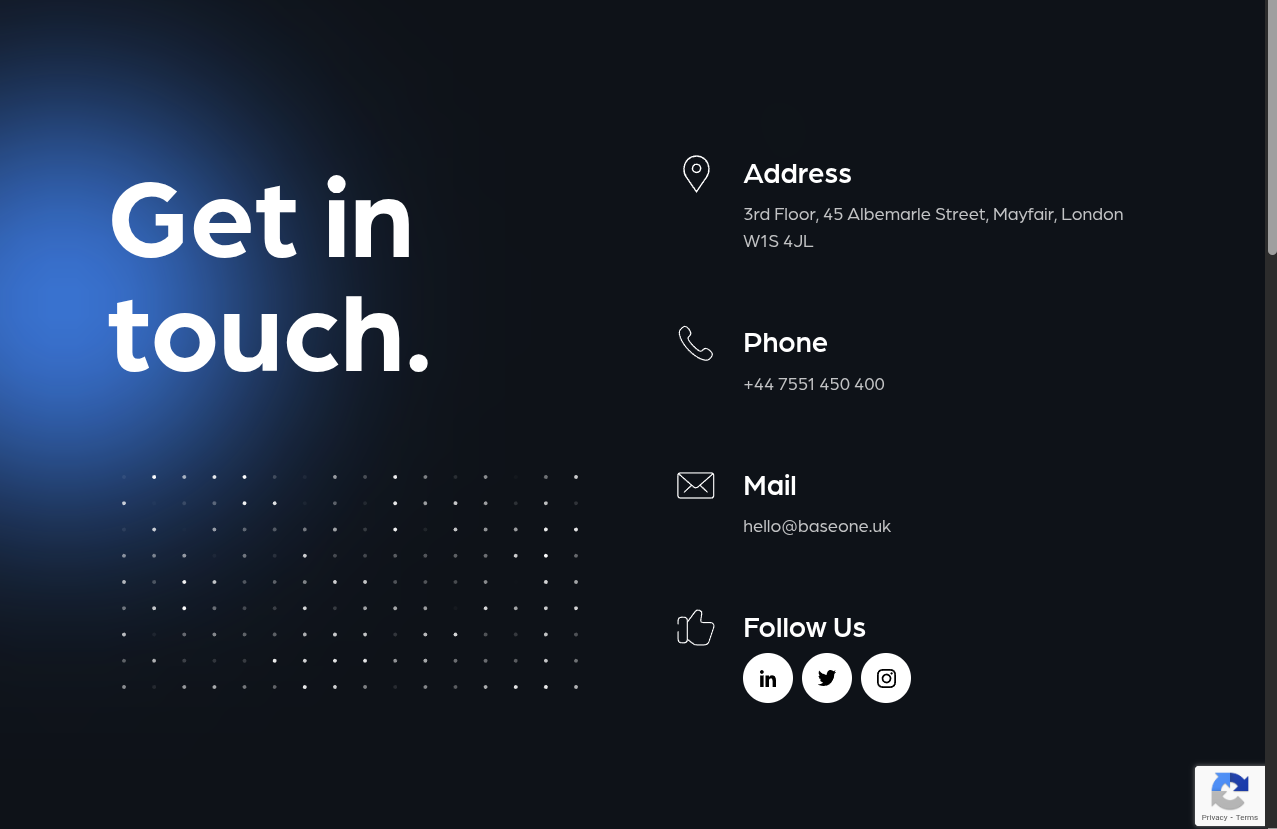 Get in
touch.
Address
3rd Floor, 45 Albemarle Street, Mayfair, London
W1S 4JL
Phone
+44 7551 450 400
Mail
hello@baseone.uk
Follow Us
in
Privacy - Terms